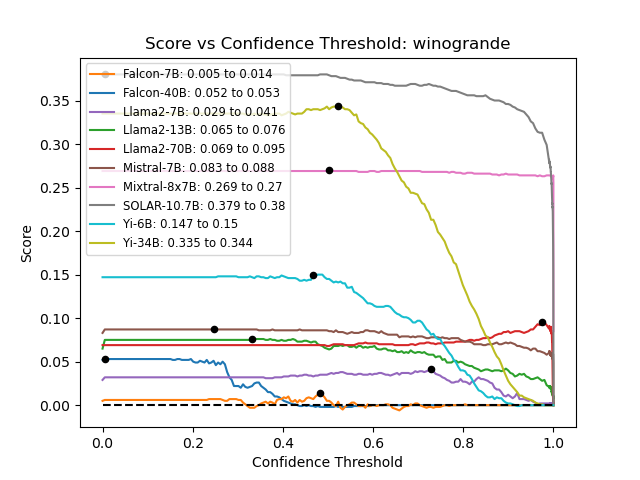 Score vs Confidence Threshold: winogrande
Score
0.35
0.30
0.25
0.20
0.15
0.10
0.05
0.00
Falcon-7B: 0.005 to 0.014
Falcon-40B: 0.052 to 0.053
Llama2-7B: 0.029 to 0.041
Llama2-13B: 0.065 to 0.076
Llama2-70B: 0.069 to 0.095
Mistral-7B: 0.083 to 0.088
Mixtral-8x7B: 0.269 to 0.27
SOLAR-10.7B: 0.379 to 0.38
Yi-6B: 0.147 to 0.15
Yi-34B: 0.335 to 0.344
0.0 0.2 0.4 0.6 0.8 1.0
Confidence Threshold